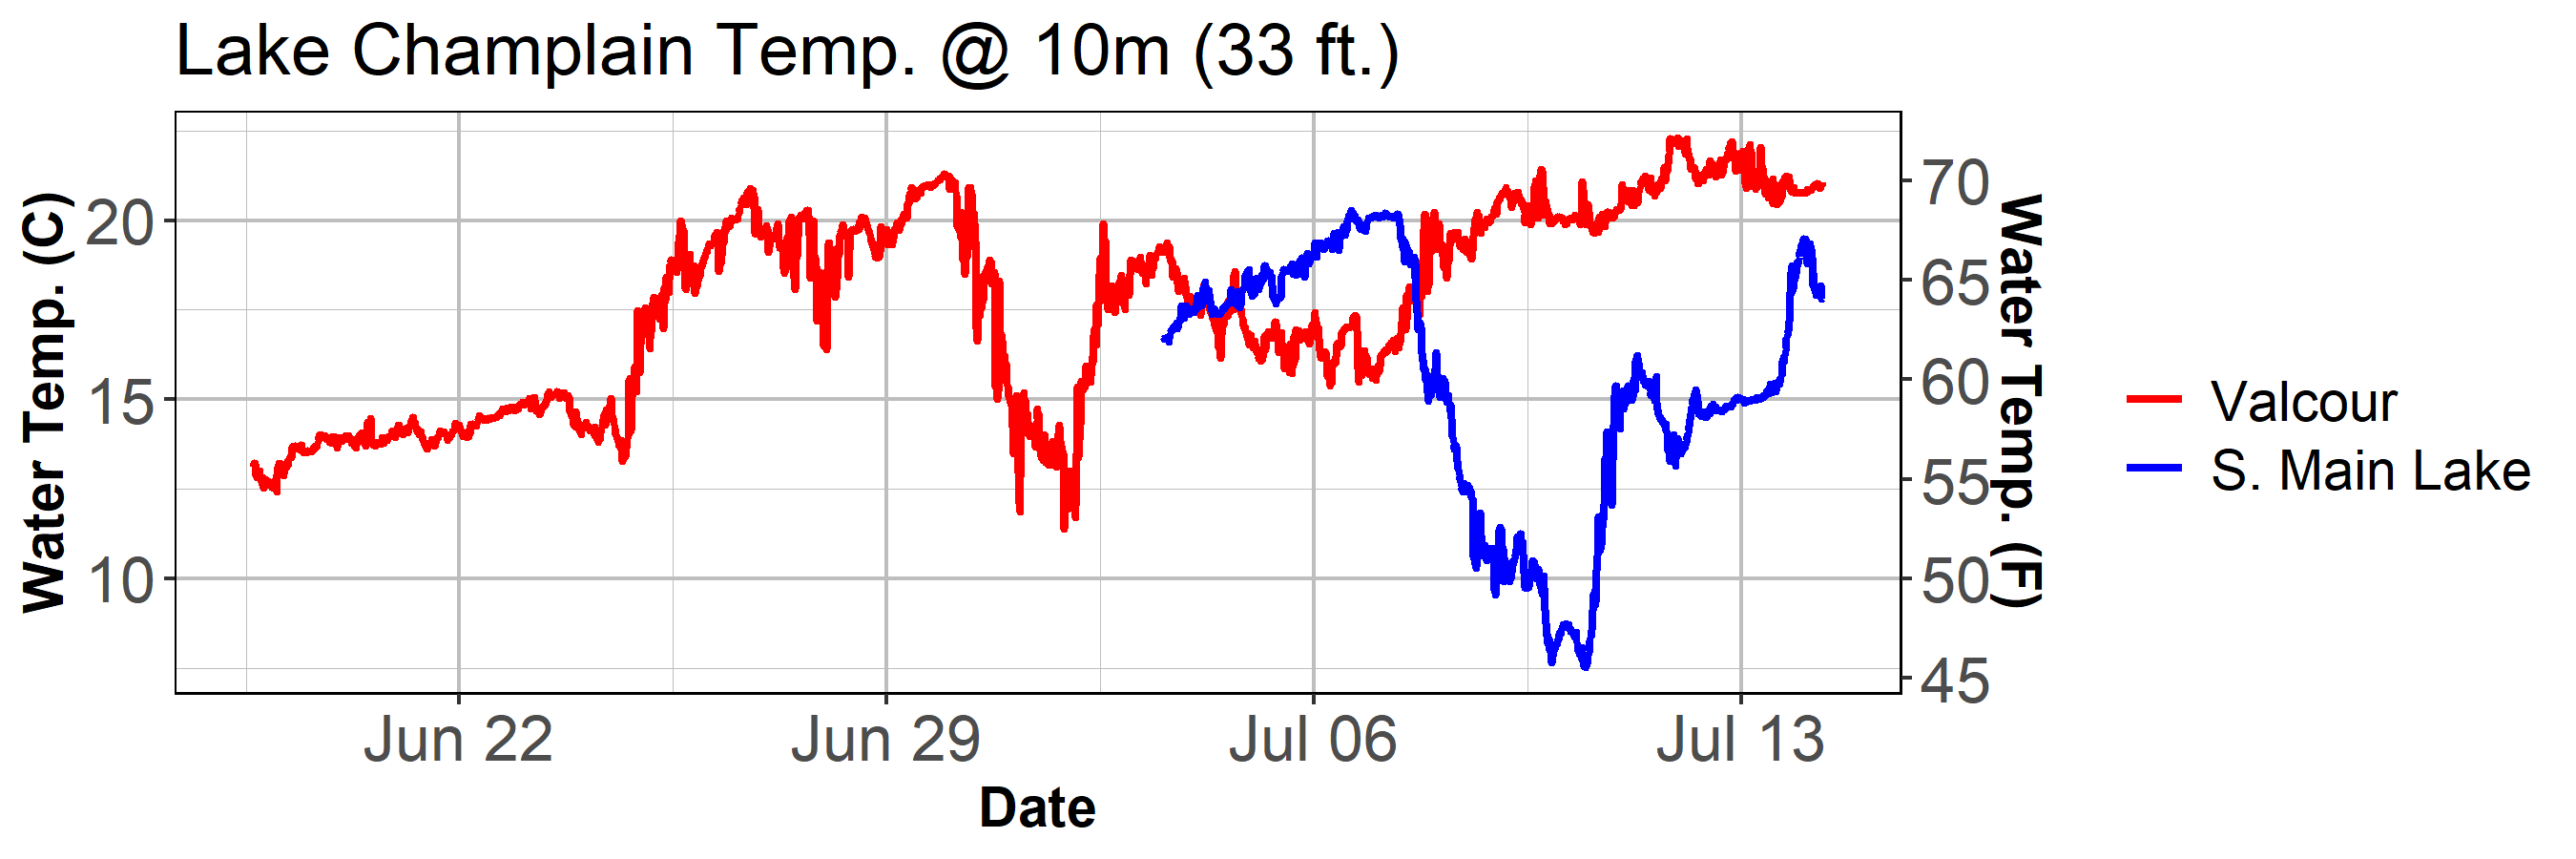 Lake Champlain Temp. @ 10m (33 ft.)
Water Temp. (C)
20
15
10
70
65
60
55
50
45
Water Temp. (F)
Jun 22 Jun 29 Jul 06 Jul 13
Date
Valcour
S. Main Lake